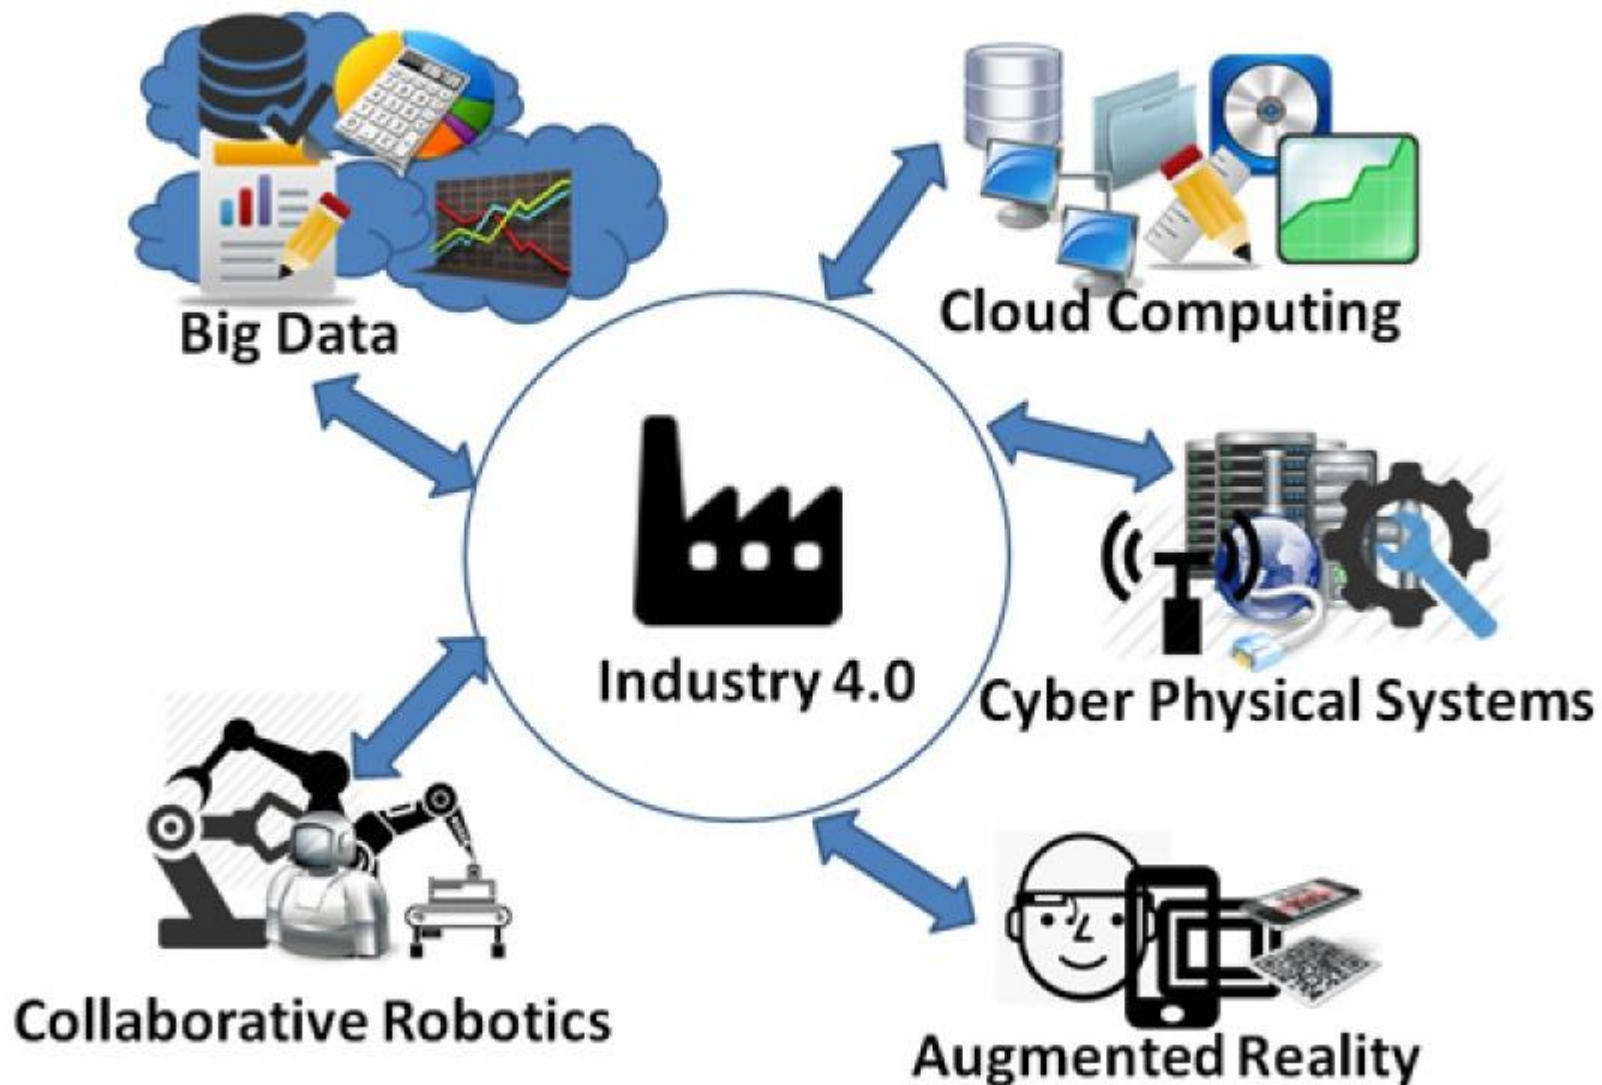 Big Data
Cloud Computing
Industry 4.0
Cyber Physical Systems
Collaborative Robotics
Augmented Reality